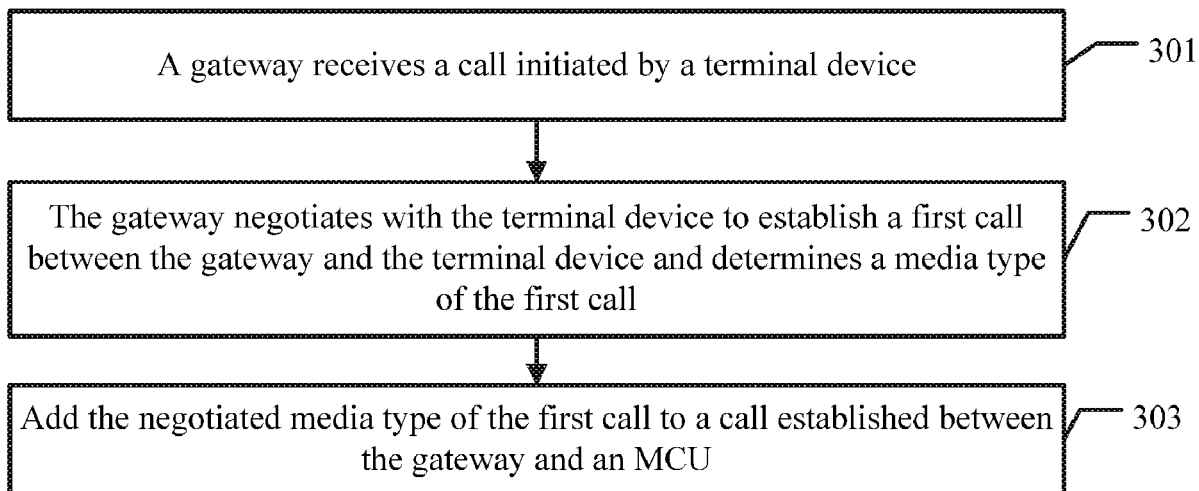 A gateway receives a call initiated by a terminal device
301
The gateway negotiates with the terminal device to establish a first call
between the gateway and the terminal device and determines a media type
of the first call
302
Add the negotiated media type of the first call to a call established between
the gateway and an MCU
303